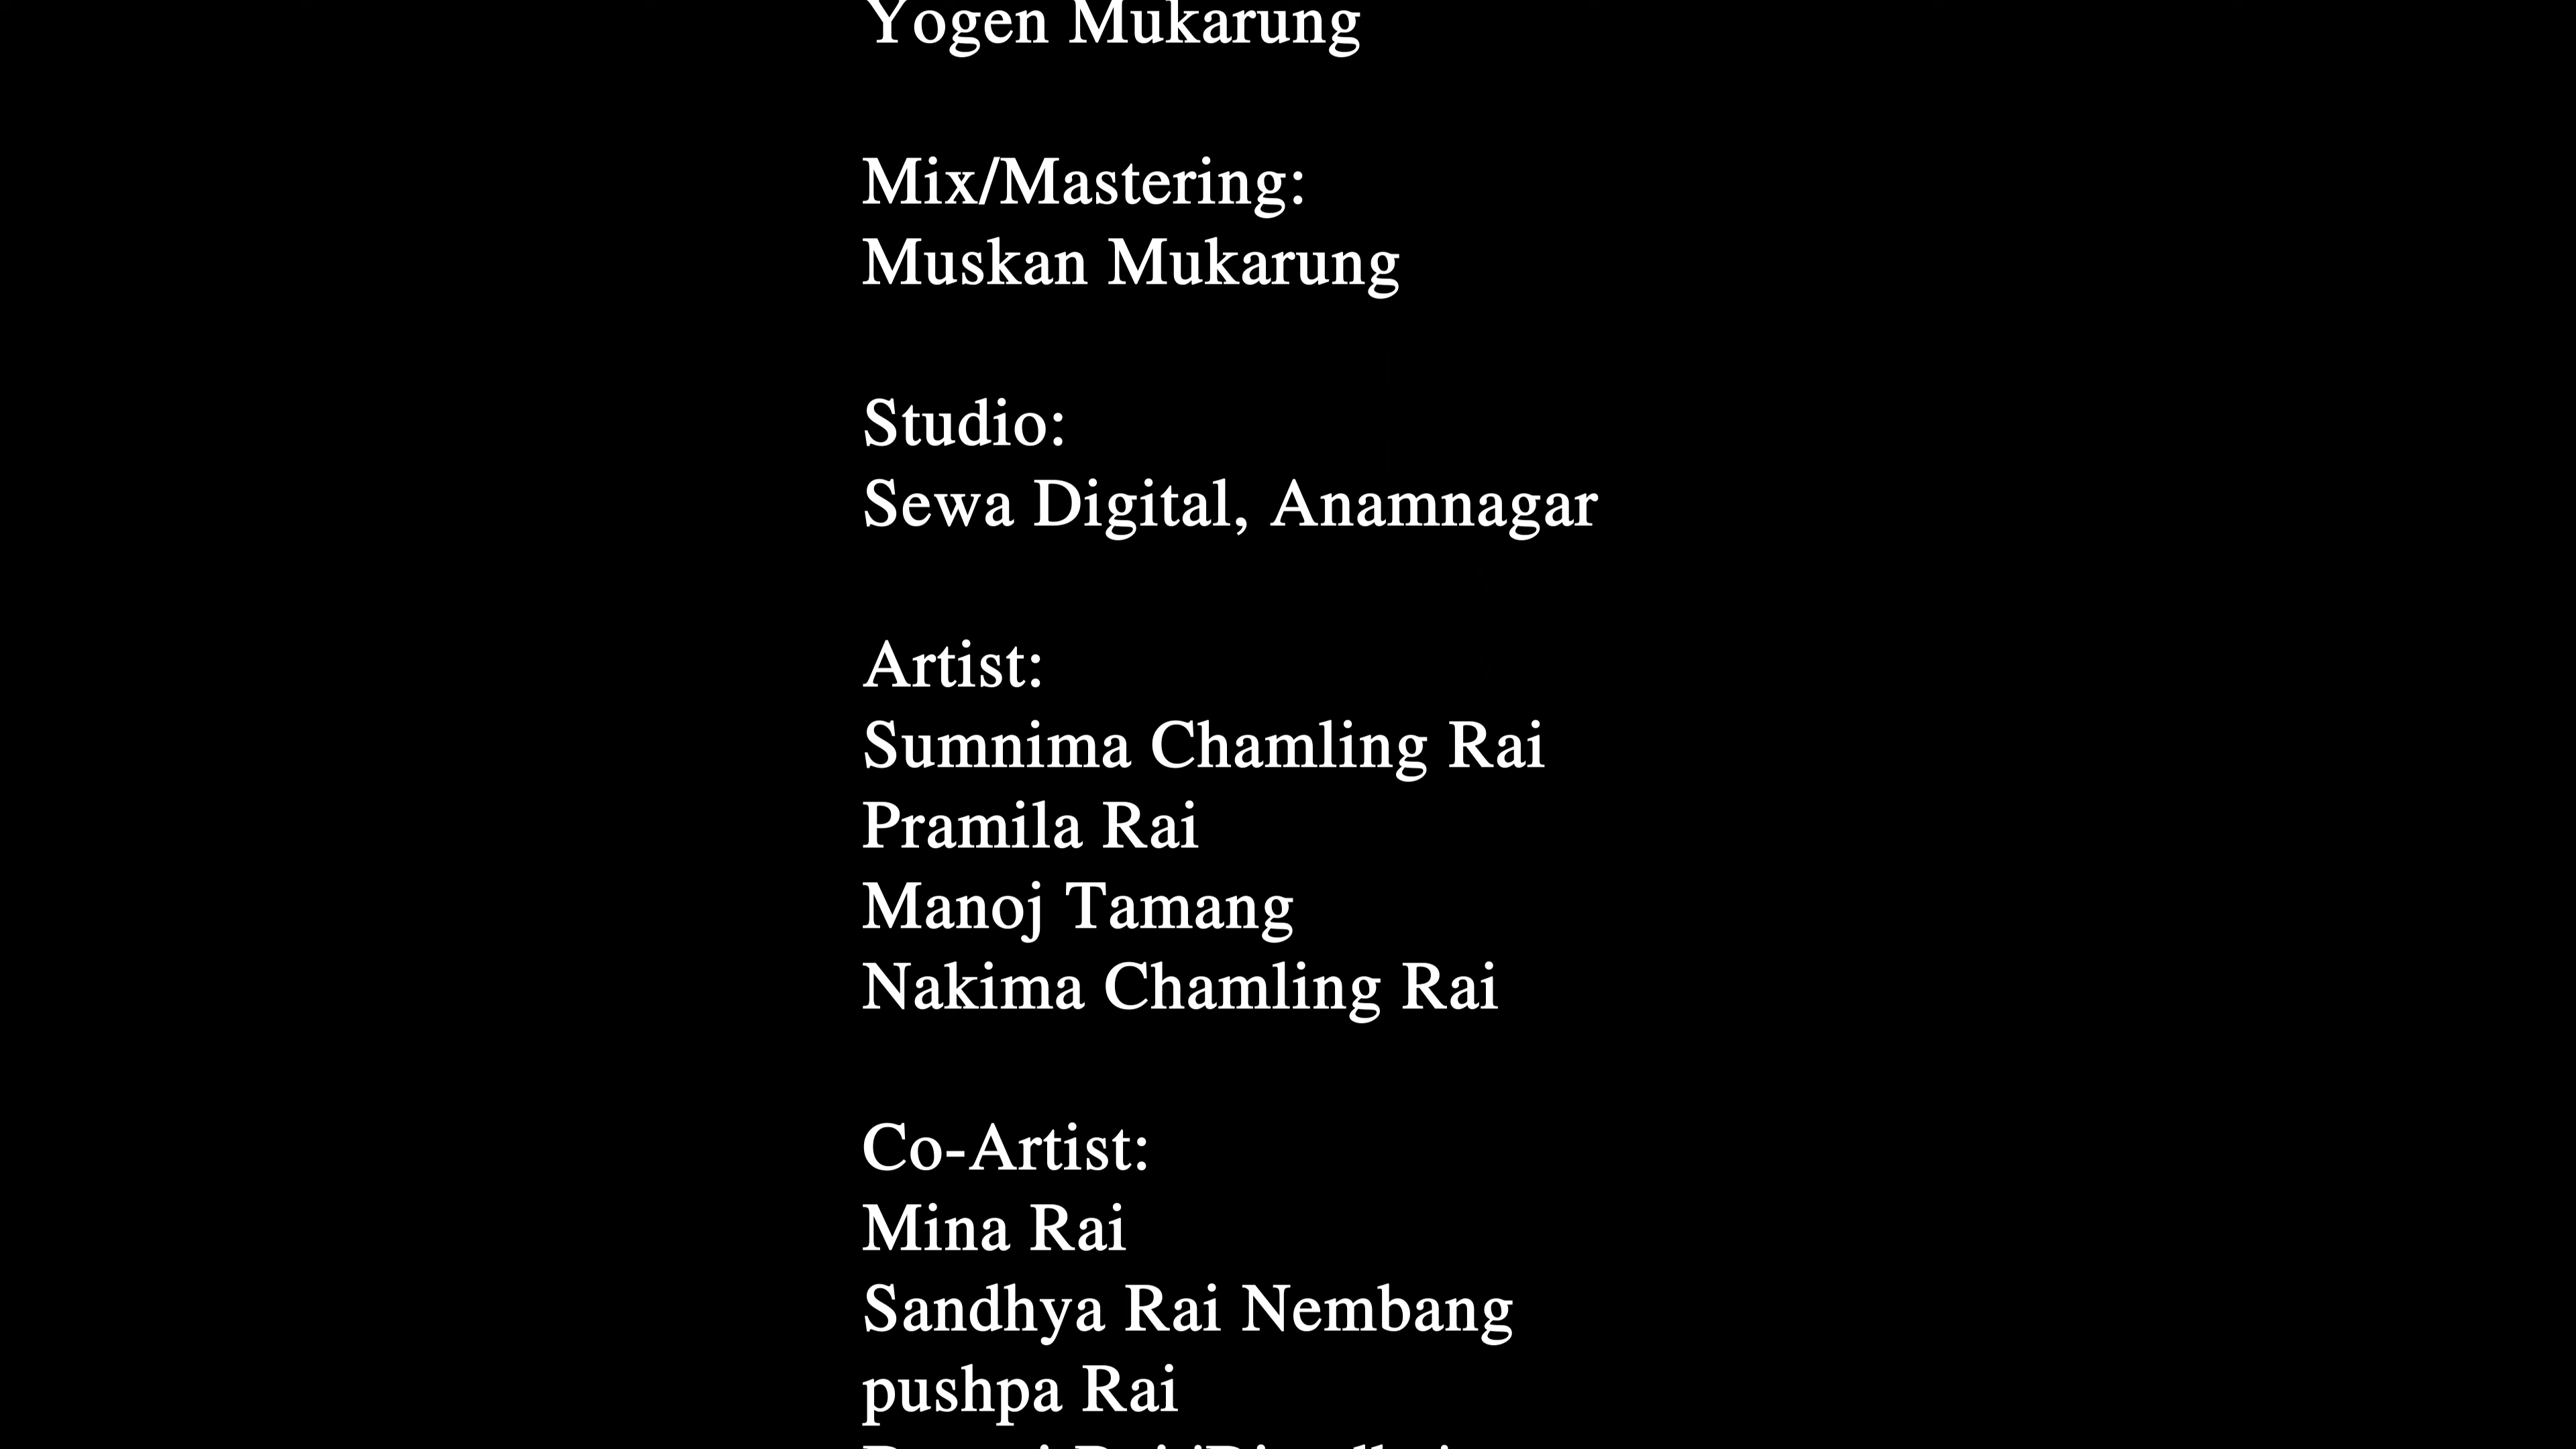 Yogen Mukarung
Mix/Mastering:
Muskan Mukarung
Studio:
Sewa Digital, Anamnagar
Artist:
Sumnima Chamling Rai
Pramila Rai
Manoj Tamang
Nakima Chamling Rai
Co-Artist:
Mina Rai
Sandhya Rai Nembang
pushpa Rai